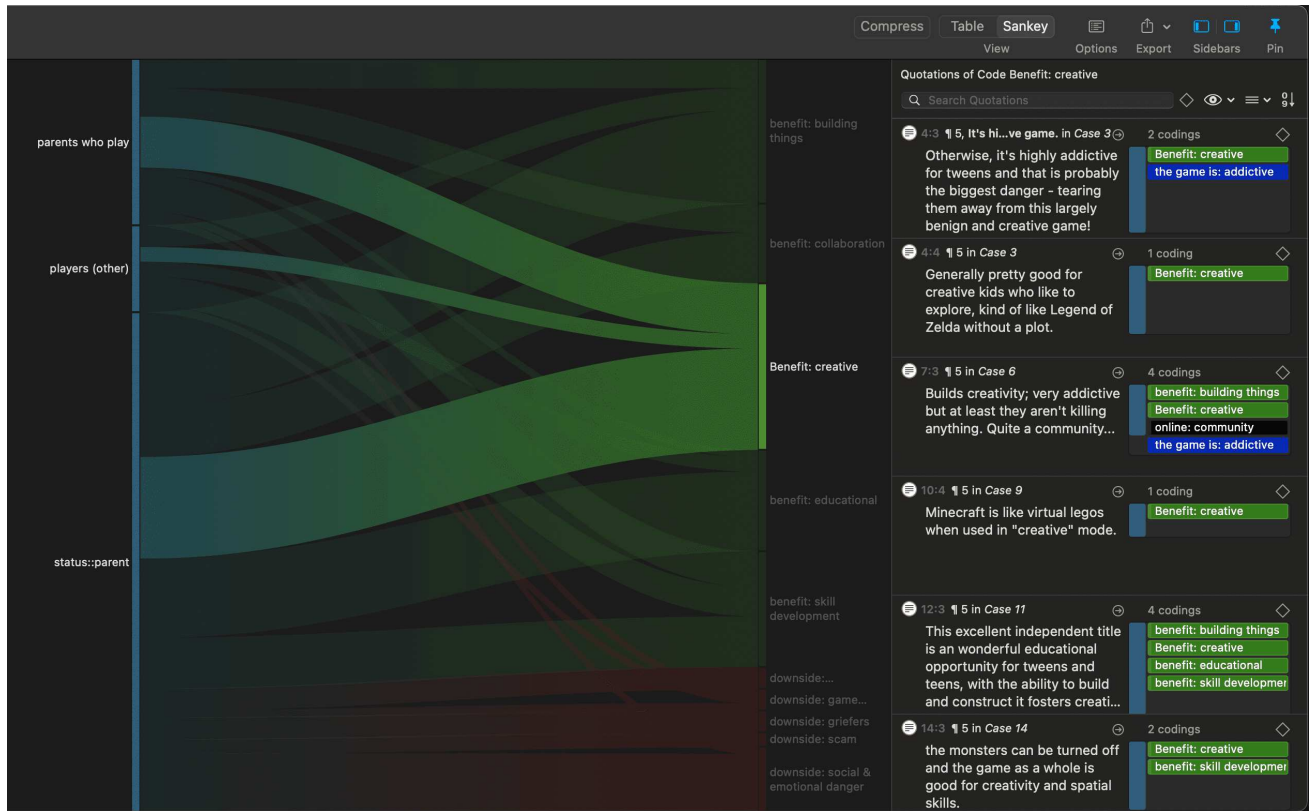 Compress
Table
Sankey
View
Options
Export
Sidebars
Pin
parents who play
players (other)
status::parent
benefit: building
things
benefit: collaboration
Benefit: creative
benefit: educational
benefit: skill
development
downside:...
downside: game...
downside: griefers
downside: scam
downside: social &
emotional danger
Quotations of Code Benefit: creative
Search Quotations
4:3 ¶ 5, It's hi...ve game. in Case 3
2 codings
Otherwise, it's highly addictive
for tweens and that is probably
the biggest danger - tearing
them away from this largely
benign and creative game!
Benefit: creative
the game is: addictive
4:4 ¶ 5 in Case 3
1 coding
Generally pretty good for
creative kids who like to
explore, kind of like Legend of
Zelda without a plot.
Benefit: creative
7:3 ¶ 5 in Case 6
4 codings
Builds creativity; very addictive
but at least they aren't killing
anything. Quite a community...
benefit: building things
Benefit: creative
online: community
the game is: addictive
10:4 ¶ 5 in Case 9
1 coding
Minecraft is like virtual legos
when used in "creative" mode.
Benefit: creative
12:3 ¶ 5 in Case 11
4 codings
This excellent independent title
is an wonderful educational
opportunity for tweens and
teens, with the ability to build
and construct it fosters creati...
benefit: building things
Benefit: creative
benefit: educational
benefit: skill developmer
14:3 ¶ 5 in Case 14
2 codings
the monsters can be turned off
and the game as a whole is
good for creativity and spatial
skills.
Benefit: creative
benefit: skill developmer